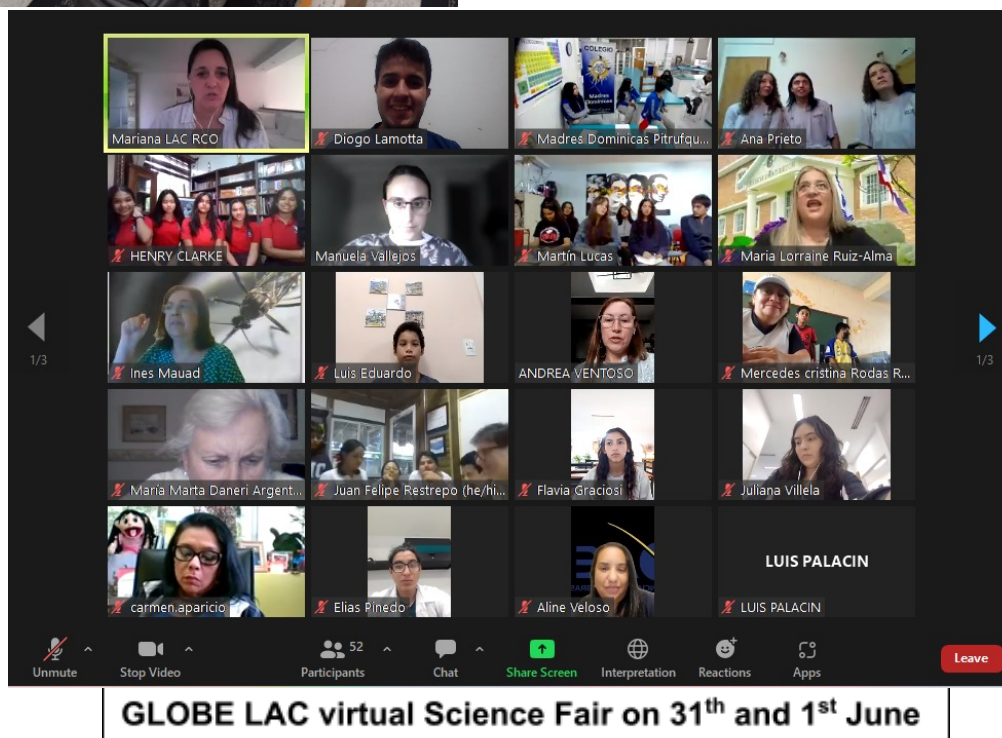 COLEGIO
Madres
Dominicas
Mariana LAC RCO
Diogo Lamotta
Madres Dominicas Pitrufqu...
Ana Prieto
HENRY CLARKE
Manuela Vallejos
Martín Lucas
Maria Lorraine Ruiz-Alma
1/3
Ines Mauad
Luis Eduardo
ANDREA VENTOSO
Mercedes cristina Rodas R...
1/3
María Marta Daneri Argent...
Juan Felipe Restrepo (he/hi...
Flavia Graciosi
Juliana Villela
carmen.aparicio
Elias Pinedo
Aline Veloso
LUIS PALACIN
LUIS PALACIN
52
Unmute
Stop Video
Participants
Chat
Share Screen
Interpretation
Reactions
Apps
Leave
GLOBE LAC virtual Science Fair on 31th and 1st June